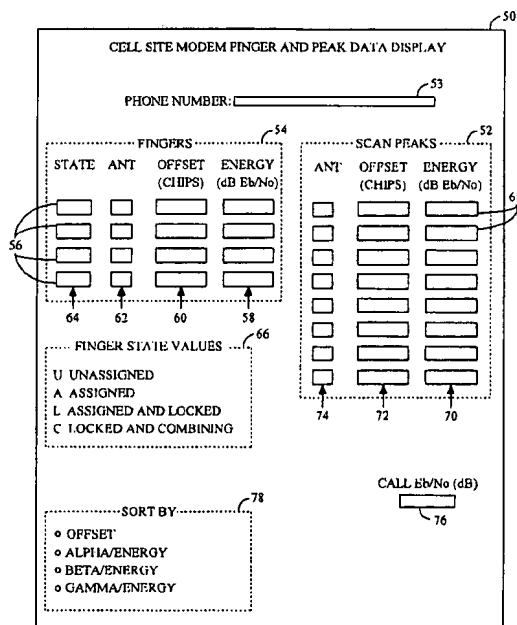 50
CELL SITE MODEM FINGER AND PEAK DATA DISPLAY
53
PHONE NUMBER:
54
FINGERS
STATE ANT OFFSET (CHIPS) ENERGY (dB Eb/No)
56
64 62 60 58
52
SCAN PEAKS
ANT OFFSET (CHIPS) ENERGY (dB Eb/No)
6
74 72 70
66
FINGER STATE VALUES
U UNASSIGNED
A ASSIGNED
L ASSIGNED AND LOCKED
C LOCKED AND COMBINING
CALL Eb/No (dB)
76
78
SORT BY
OFFSET
ALPHA/ENERGY
BETA/ENERGY
GAMMA/ENERGY